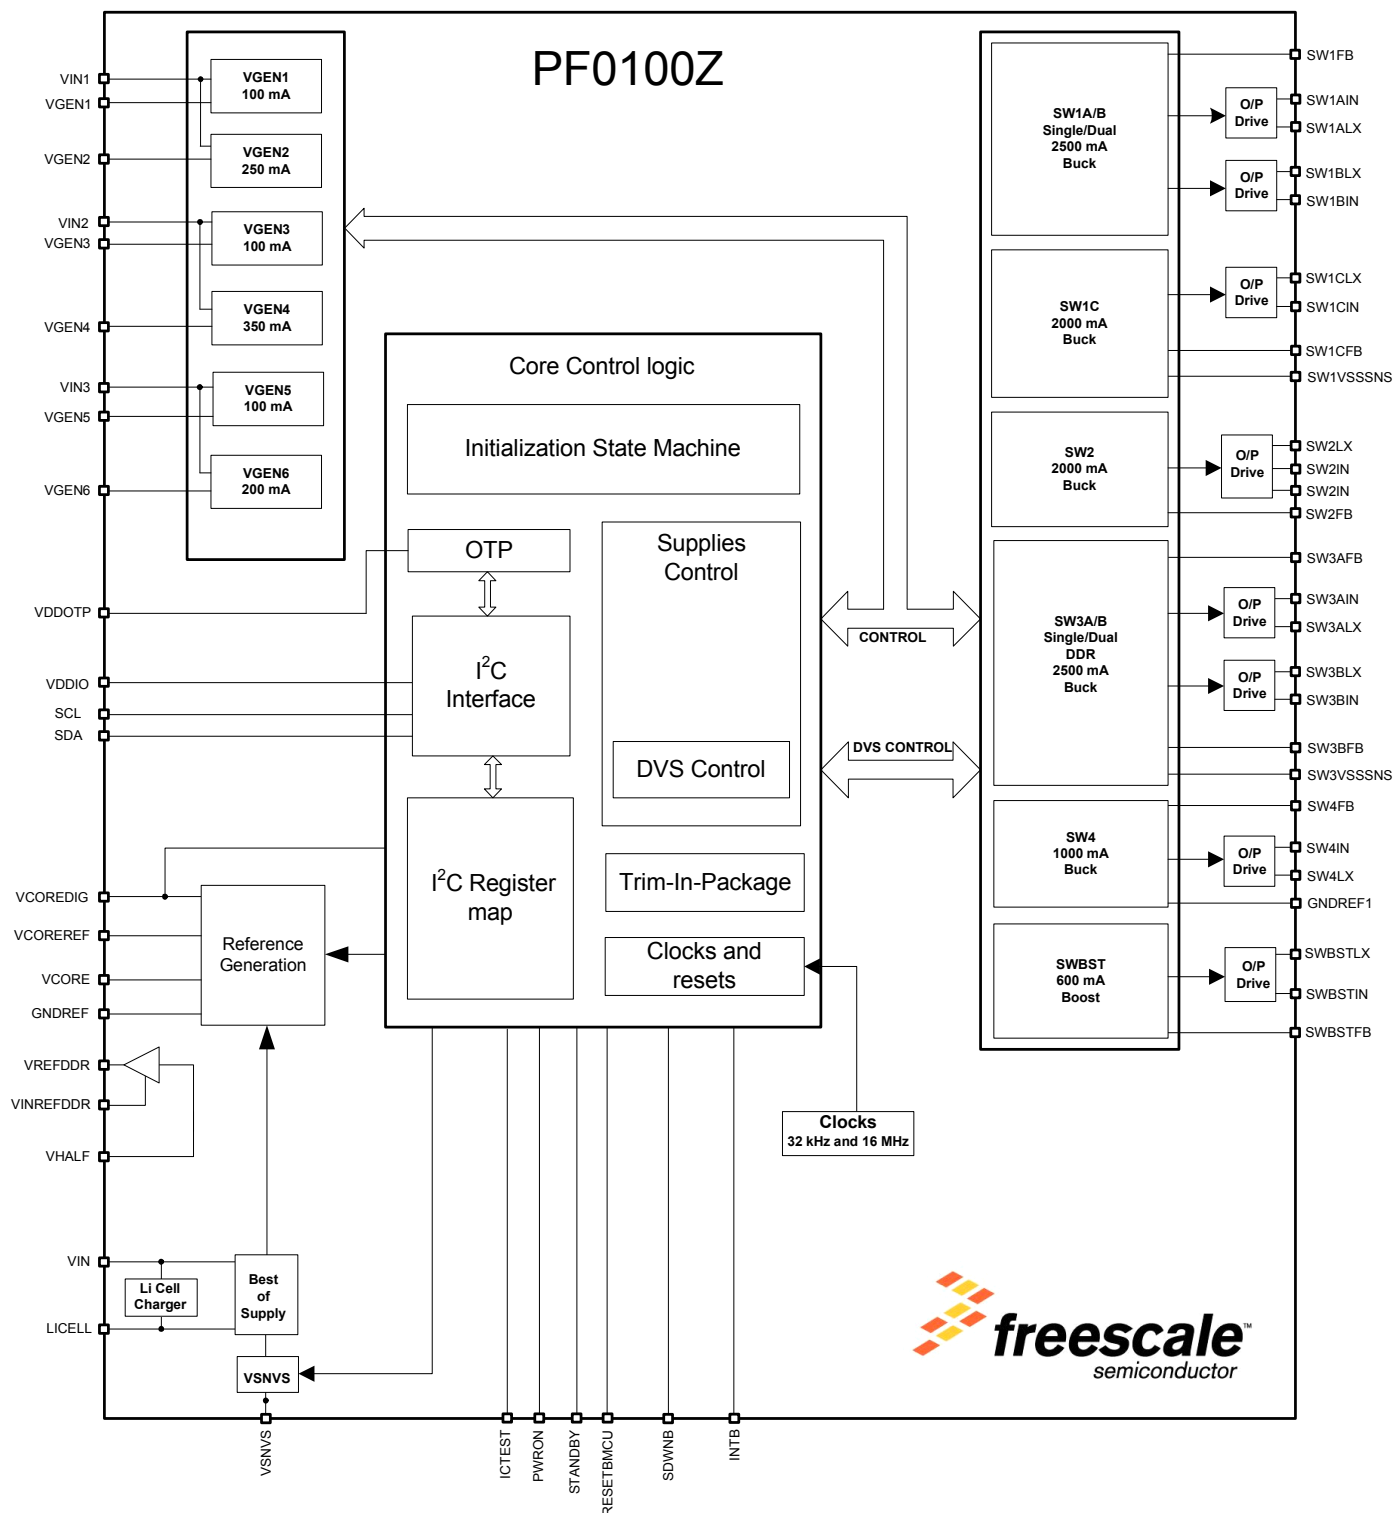 PF0100Z
VIN1
VGEN1
VGEN2
VIN2
VGEN3
VGEN4
VIN3
VGEN5
VGEN6
VDDOTP
VDDIO
SCL
SDA
VCOREDIG
VCOREREF
VCORE
GNDREF
VREFDDR
VINREFDDR
VHALF
VIN
LICELL
VGEN1
100 mA
VGEN2
250 mA
VGEN3
100 mA
VGEN4
350 mA
VGEN5
100 mA
VGEN6
200 mA
Core Control logic
Initialization State Machine
OTP
I²C
Interface
I²C Register
map
Supplies
Control
DVS Control
Trim-In-Package
Clocks and
resets
Reference
Generation
Li Cell
Charger
Best
of
Supply
VSNVS
Clocks
32 kHz and 16 MHz
CONTROL
DVS CONTROL
SW1A/B
Single/Dual
2500 mA
Buck
O/P
Drive
O/P
Drive
SW1C
2000 mA
Buck
O/P
Drive
SW2
2000 mA
Buck
O/P
Drive
SW3A/B
Single/Dual
DDR
2500 mA
Buck
O/P
Drive
O/P
Drive
SW4
1000 mA
Buck
O/P
Drive
SWBST
600 mA
Boost
O/P
Drive
SW1FB
SW1AIN
SW1ALX
SW1BLX
SW1BIN
SW1CLX
SW1CIN
SW1CFB
SW1VSSSNS
SW2LX
SW2IN
SW2IN
SW2FB
SW3AFB
SW3AIN
SW3ALX
SW3BLX
SW3BIN
SW3BFB
SW3VSSSNS
SW4FB
SW4IN
SW4LX
GNDREF1
SWBSTLX
SWBSTIN
SWBSTFB
freescale™
semiconductor
VSNVS
ICTEST
PWRON
STANDBY
RESETBMCU
SDWNB
INTB